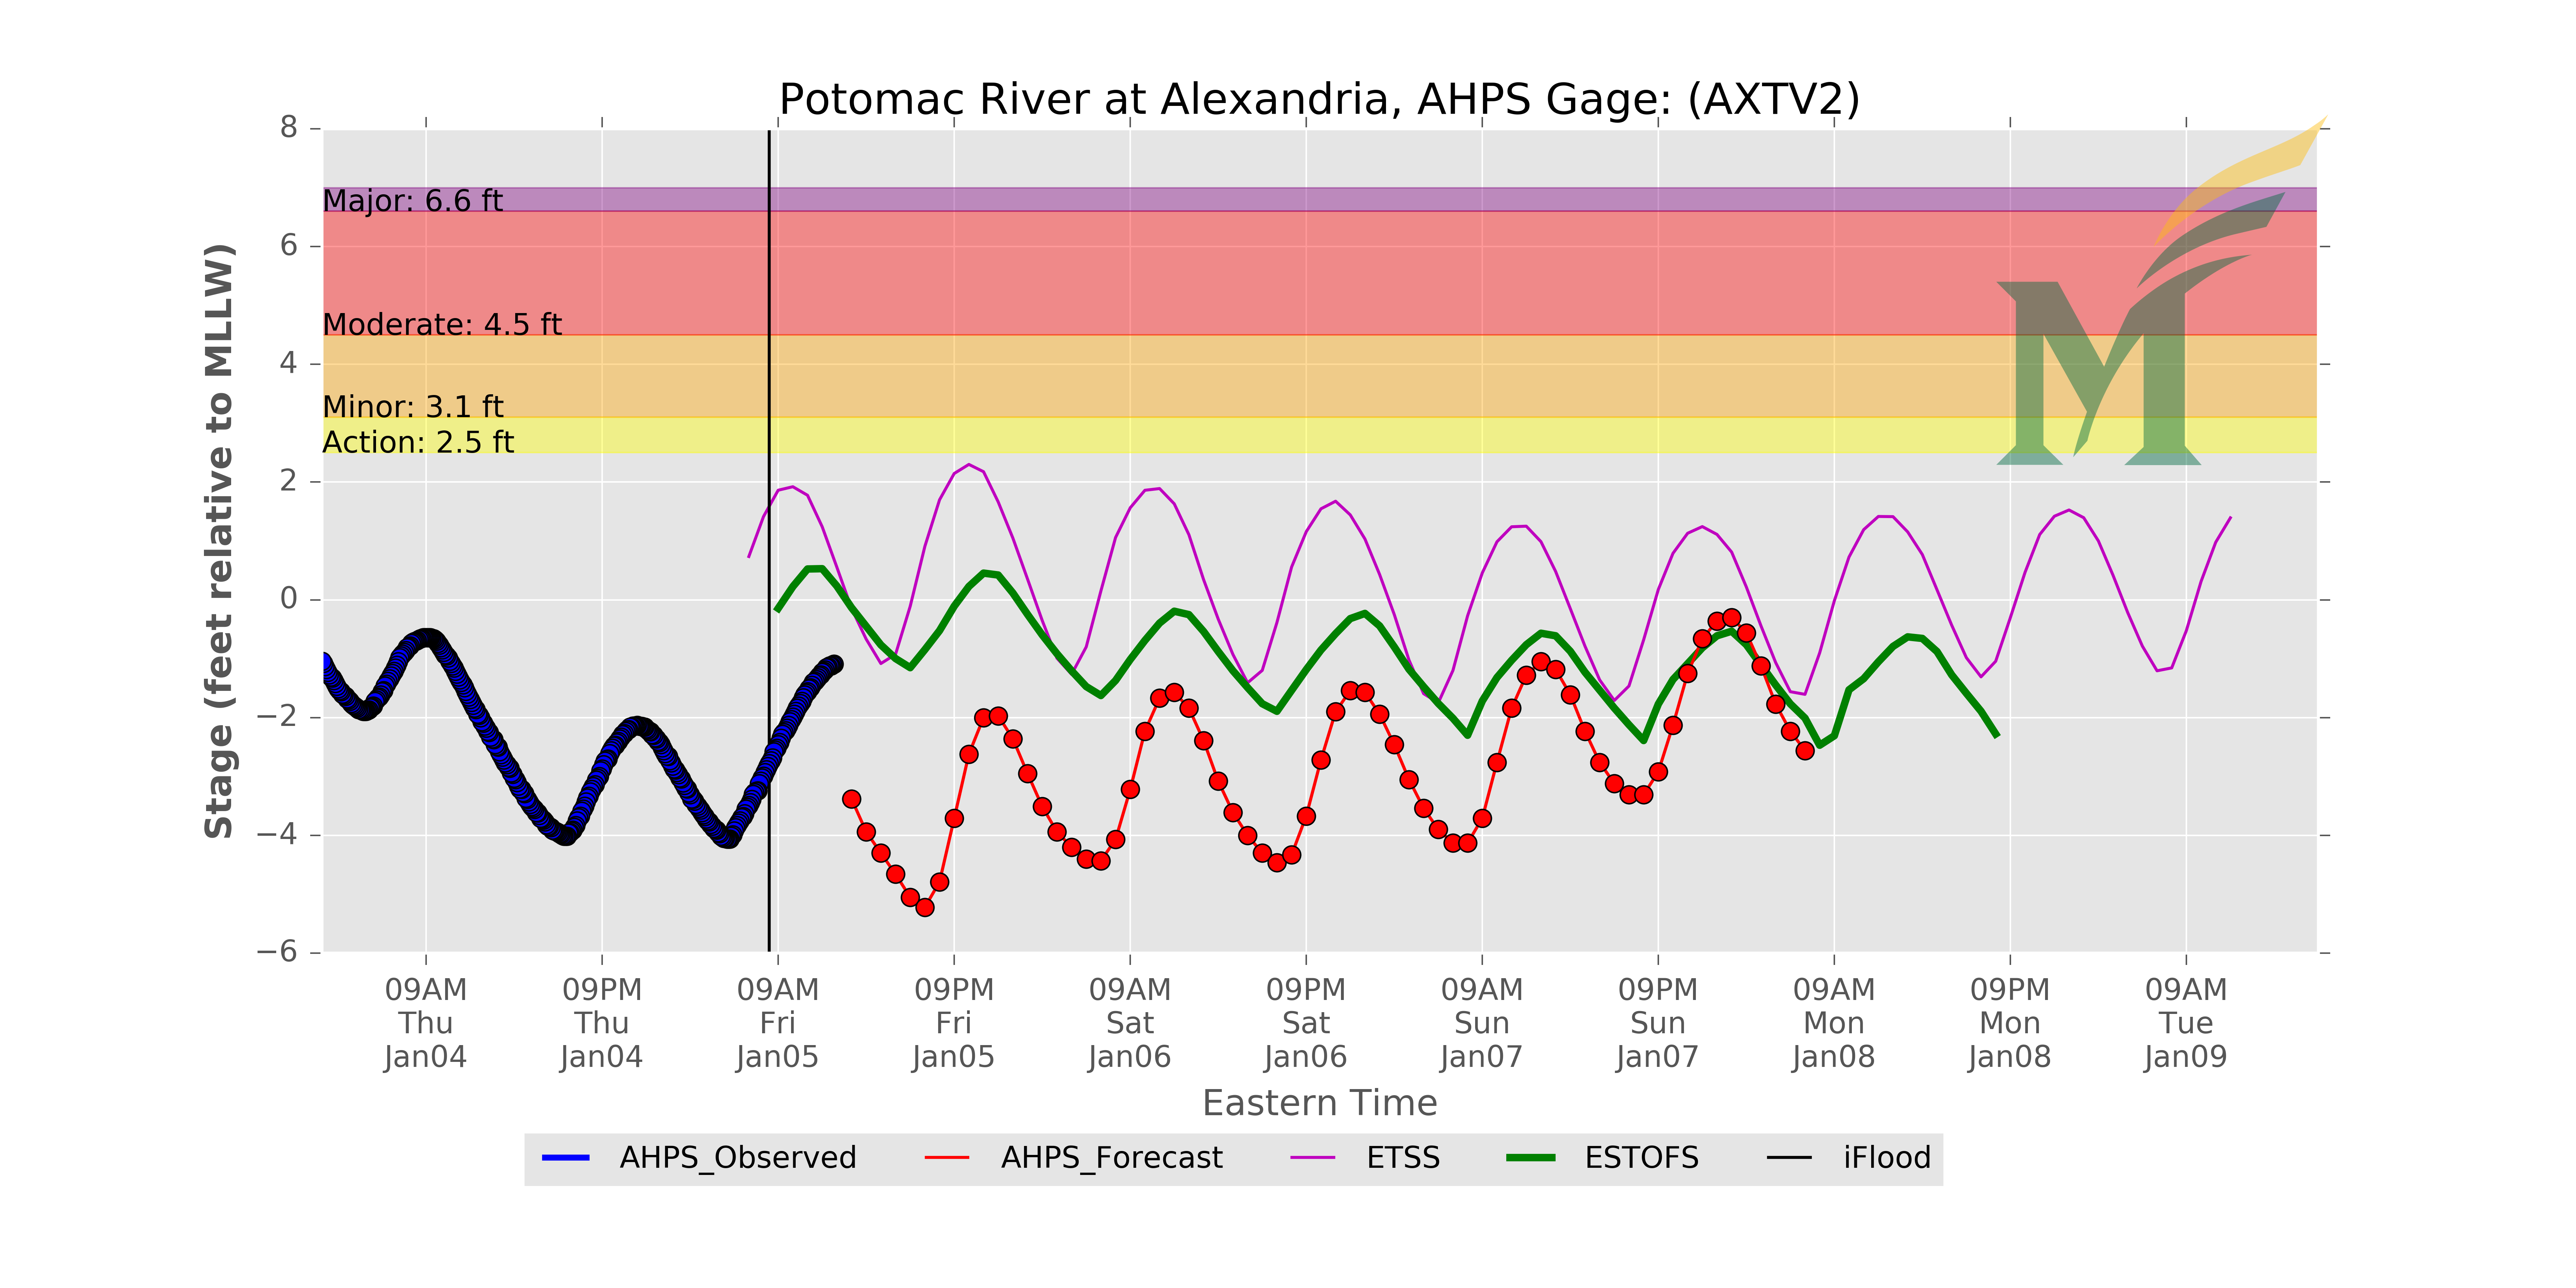 Potomac River at Alexandria, AHPS Gage: (AXTV2)
8
6
4
2
0
−2
−4
−6
Stage (feet relative to MLLW)
Major: 6.6 ft
Moderate: 4.5 ft
Minor: 3.1 ft
Action: 2.5 ft
M
09AM 09PM 09AM 09PM 09AM 09PM 09AM 09PM 09AM 09PM 09AM
Thu Thu Fri Fri Sat Sat Sun Sun Mon Mon Tue
Jan04 Jan04 Jan05 Jan05 Jan06 Jan06 Jan07 Jan07 Jan08 Jan08 Jan09
Eastern Time
AHPS_Observed AHPS_Forecast ETSS ESTOFS iFlood